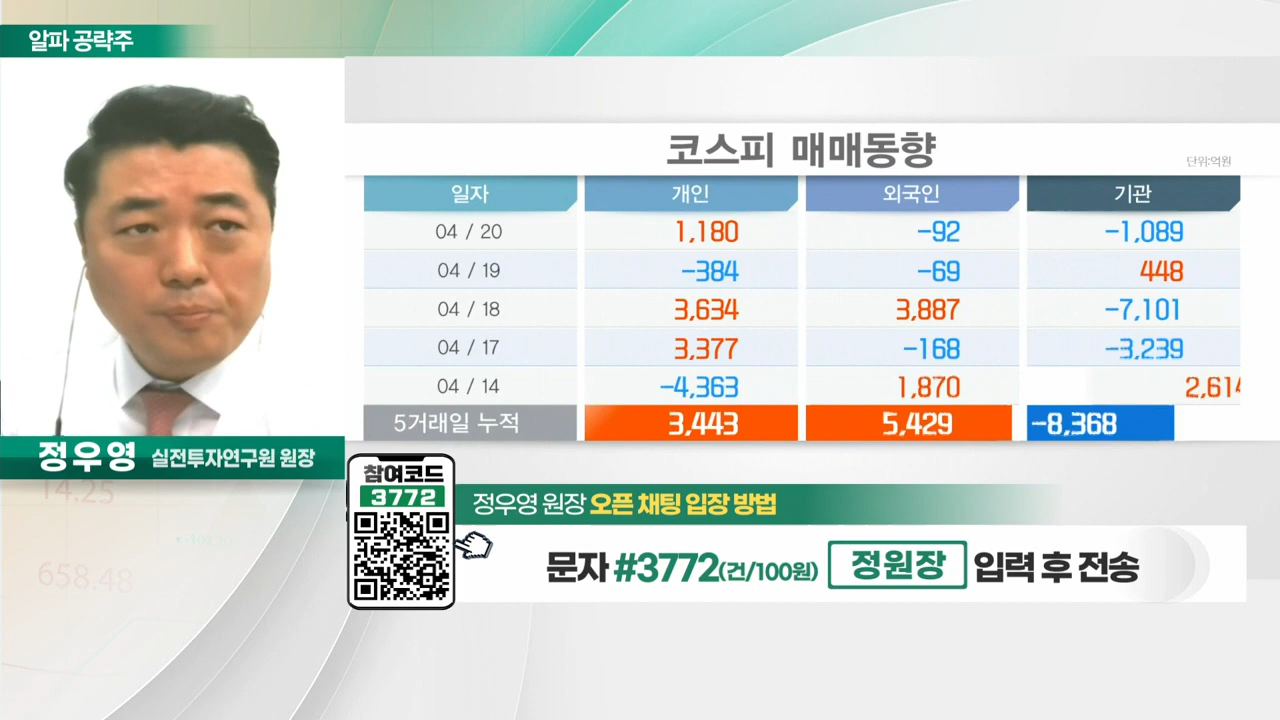 알파 공략주
코스피 매매동향
단위:억원
일자 개인 외국인 기관
04 / 20 1,180 -92 -1,089
04 / 19 -384 -69 448
04 / 18 3,634 3,887 -7,101
04 / 17 3,377 -168 -3,239
04 / 14 -4,363 1,870 2,614
5거래일 누적 3,443 5,429 -8,368
정우영 실전투자연구원 원장
14.25
658.48
참여코드
3772
정우영 원장 오픈 채팅 입장 방법
문자 #3772(건/100원) 정원장 입력 후 전송